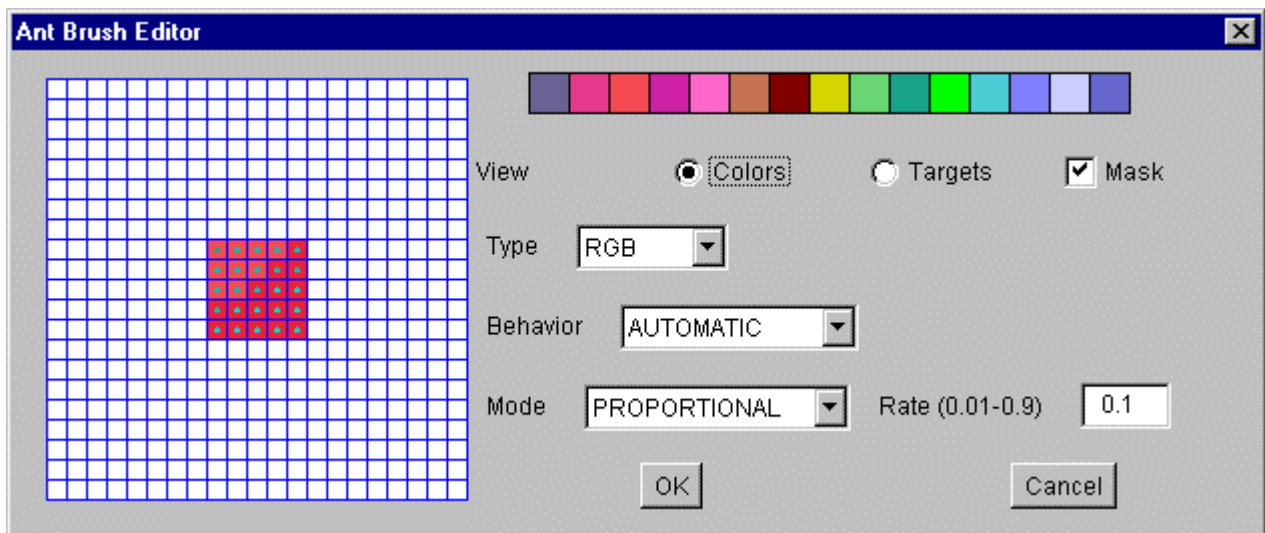 Ant Brush Editor
View Colors Targets Mask
Type RGB
Behavior AUTOMATIC
Mode PROPORTIONAL Rate (0.01-0.9) 0.1
OK Cancel